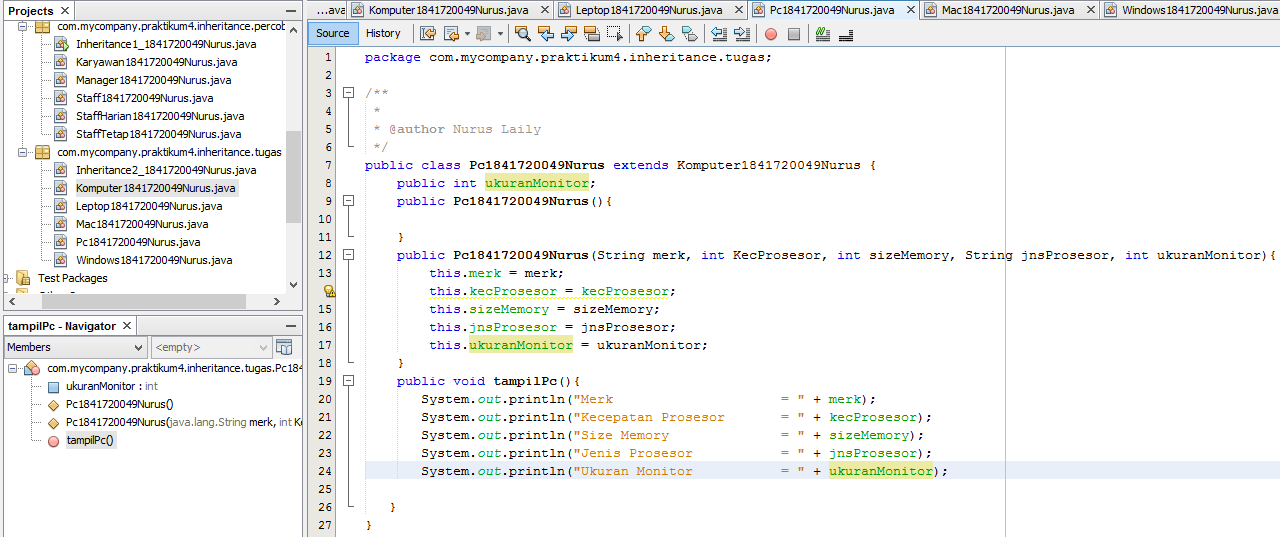 Projects
com.mycompany.praktikum4.inheritance.percob
Inheritance1_1841720049Nurus.java
Karyawan1841720049Nurus.java
Manager1841720049Nurus.java
Staff1841720049Nurus.java
StaffHarian1841720049Nurus.java
StaffTetap1841720049Nurus.java
com.mycompany.praktikum4.inheritance.tugas
Inheritance2_1841720049Nurus.java
Komputer1841720049Nurus.java
Leptop1841720049Nurus.java
Mac1841720049Nurus.java
Pc1841720049Nurus.java
Windows1841720049Nurus.java
Test Packages
tampilPc - Navigator
Members
<empty>
com.mycompany.praktikum4.inheritance.tugas.Pc184
ukuranMonitor : int
Pc1841720049Nurus()
Pc1841720049Nurus(java.lang.String merk, int Ke
tampilPc()
...ava
Komputer1841720049Nurus.java
Leptop1841720049Nurus.java
Pc1841720049Nurus.java
Mac1841720049Nurus.java
Windows1841720049Nurus.java
Source
History
1 package com.mycompany.praktikum4.inheritance.tugas;
2
3 /**
4 *
5 * @author Nurus Laily
6 */
7 public class Pc1841720049Nurus extends Komputer1841720049Nurus {
8 public int ukuranMonitor;
9 public Pc1841720049Nurus(){
10
11 }
12 public Pc1841720049Nurus(String merk, int KecProsesor, int sizeMemory, String jnsProsesor, int ukuranMonitor){
13 this.merk = merk;
this.kecProsesor = kecProsesor;
15 this.sizeMemory = sizeMemory;
16 this.jnsProsesor = jnsProsesor;
17 this.ukuranMonitor = ukuranMonitor;
18 }
19 public void tampilPc(){
20 System.out.println("Merk = " + merk);
21 System.out.println("Kecepatan Prosesor = " + kecProsesor);
22 System.out.println("Size Memory = " + sizeMemory);
23 System.out.println("Jenis Prosesor = " + jnsProsesor);
24 System.out.println("Ukuran Monitor = " + ukuranMonitor);
25
26 }
27 }